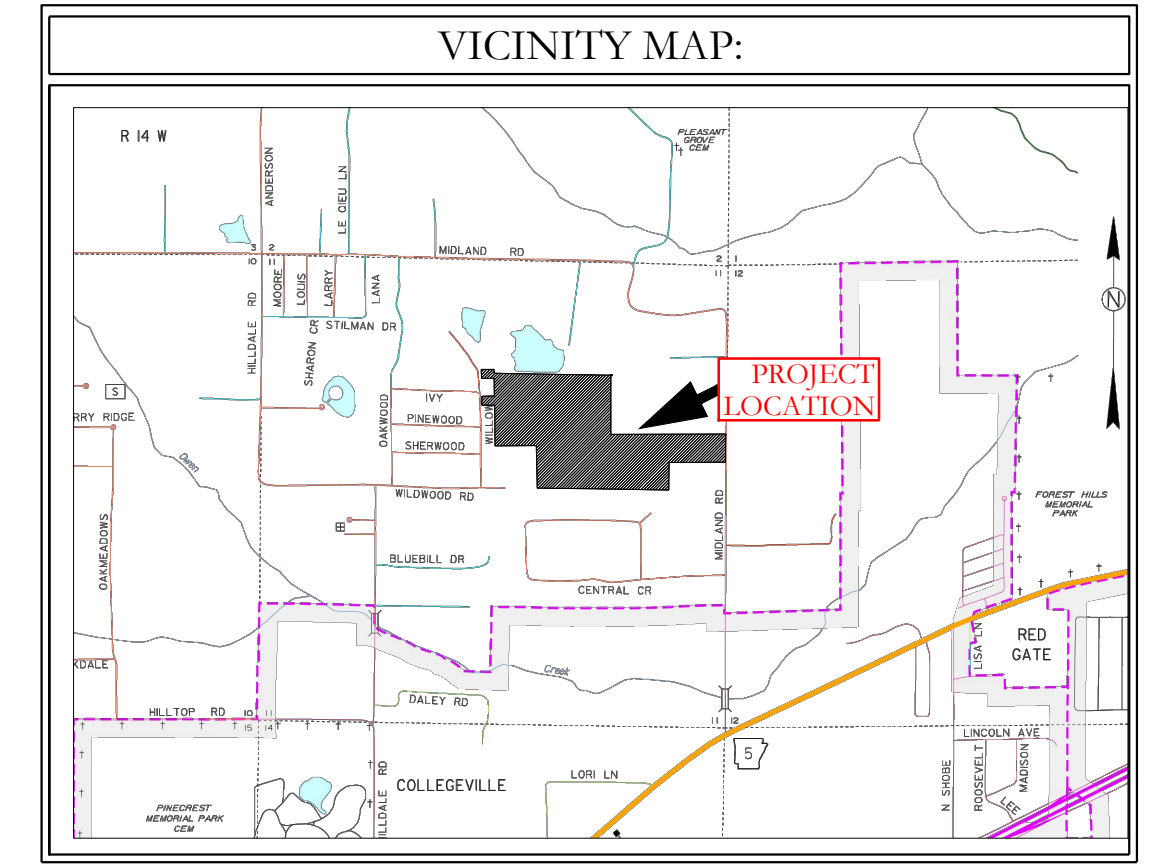 VICINITY MAP:
R 14 W
PLEASANT
GROVE
CEM
ANDERSON
LE DIEU LN
3 2
10 11
MIDLAND RD
2 1
11 12
HILLDALE RD
MOORE
LOUIS
LARRY
LANA
STILMAN DR
SHARON CR
N
S
RRY RIDGE
PROJECT
LOCATION
OAKWOOD
IVY
PINEWOOD
SHERWOOD
WILLOW
WILDWOOD RD
Owen
OAKMEADOWS
MIDLAND RD
FOREST HILLS
MEMORIAL
PARK
BLUEBILL DR
CENTRAL CR
LISA LN
RED
GATE
KDALE
Creek
DALEY RD
HILLTOP RD
10 11
15 14
11 12
5
LINCOLN AVE
N SHOBE
ROOSEVELT
MADISON
LEE
ILLDALE RD
COLLEGEVILLE
LORI LN
PINECREST
MEMORIAL PARK
CEM